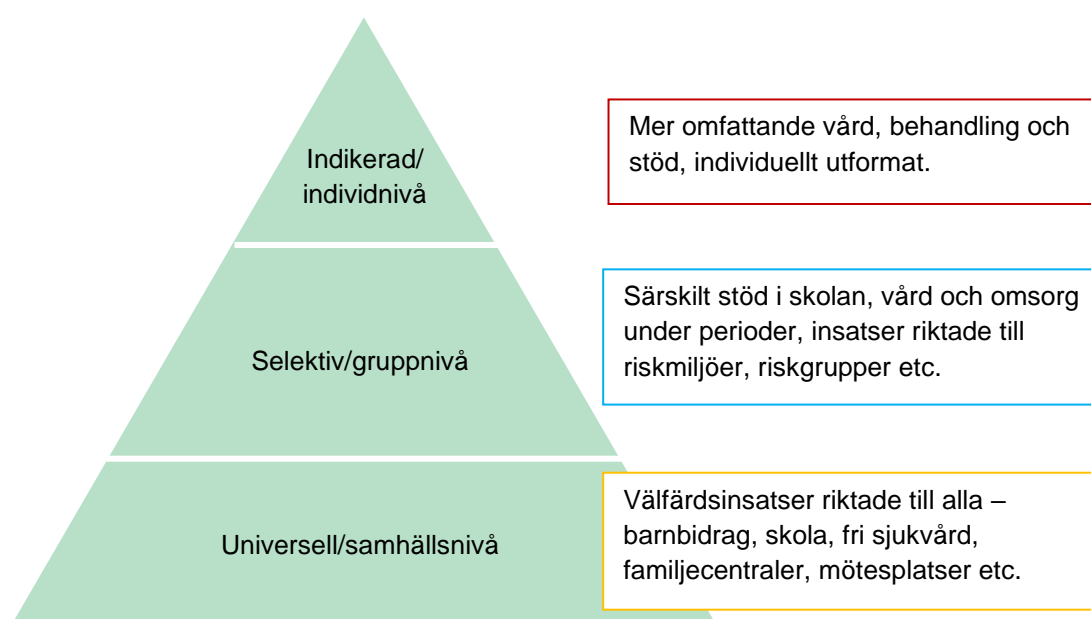 Indikerad/
individnivå
Mer omfattande vård, behandling och
stöd, individuellt utformat.
Selektiv/gruppnivå
Särskilt stöd i skolan, vård och omsorg
under perioder, insatser riktade till
riskmiljöer, riskgrupper etc.
Universell/samhällsnivå
Välfärdsinsatser riktade till alla –
barnbidrag, skola, fri sjukvård,
familjecentraler, mötesplatser etc.